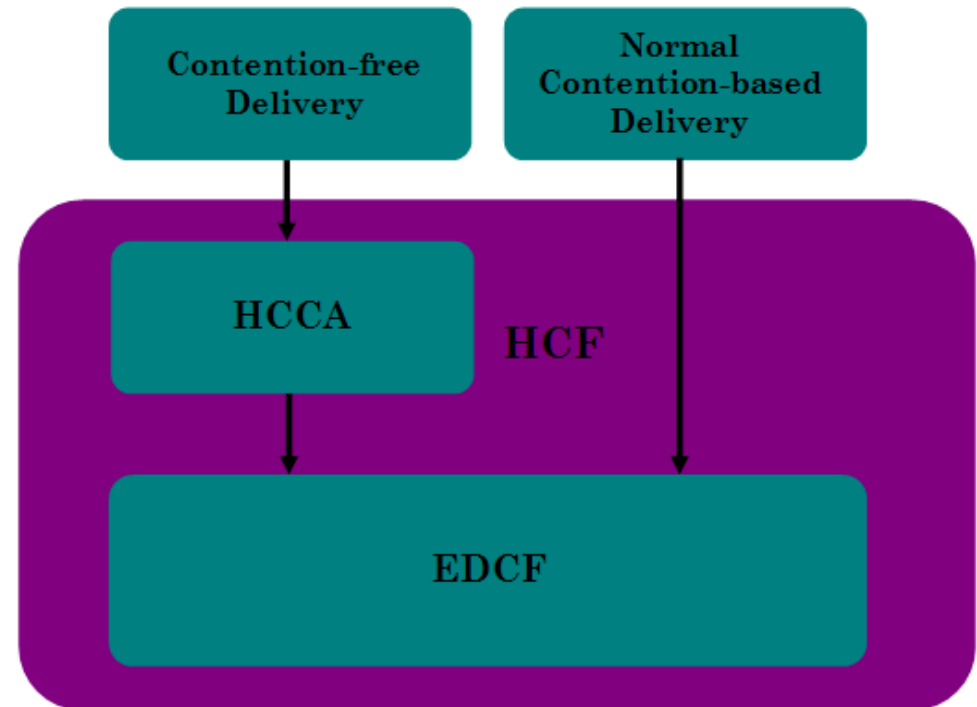 Contention-free
Delivery
Normal
Contention-based
Delivery
HCCA
HCF
EDCF